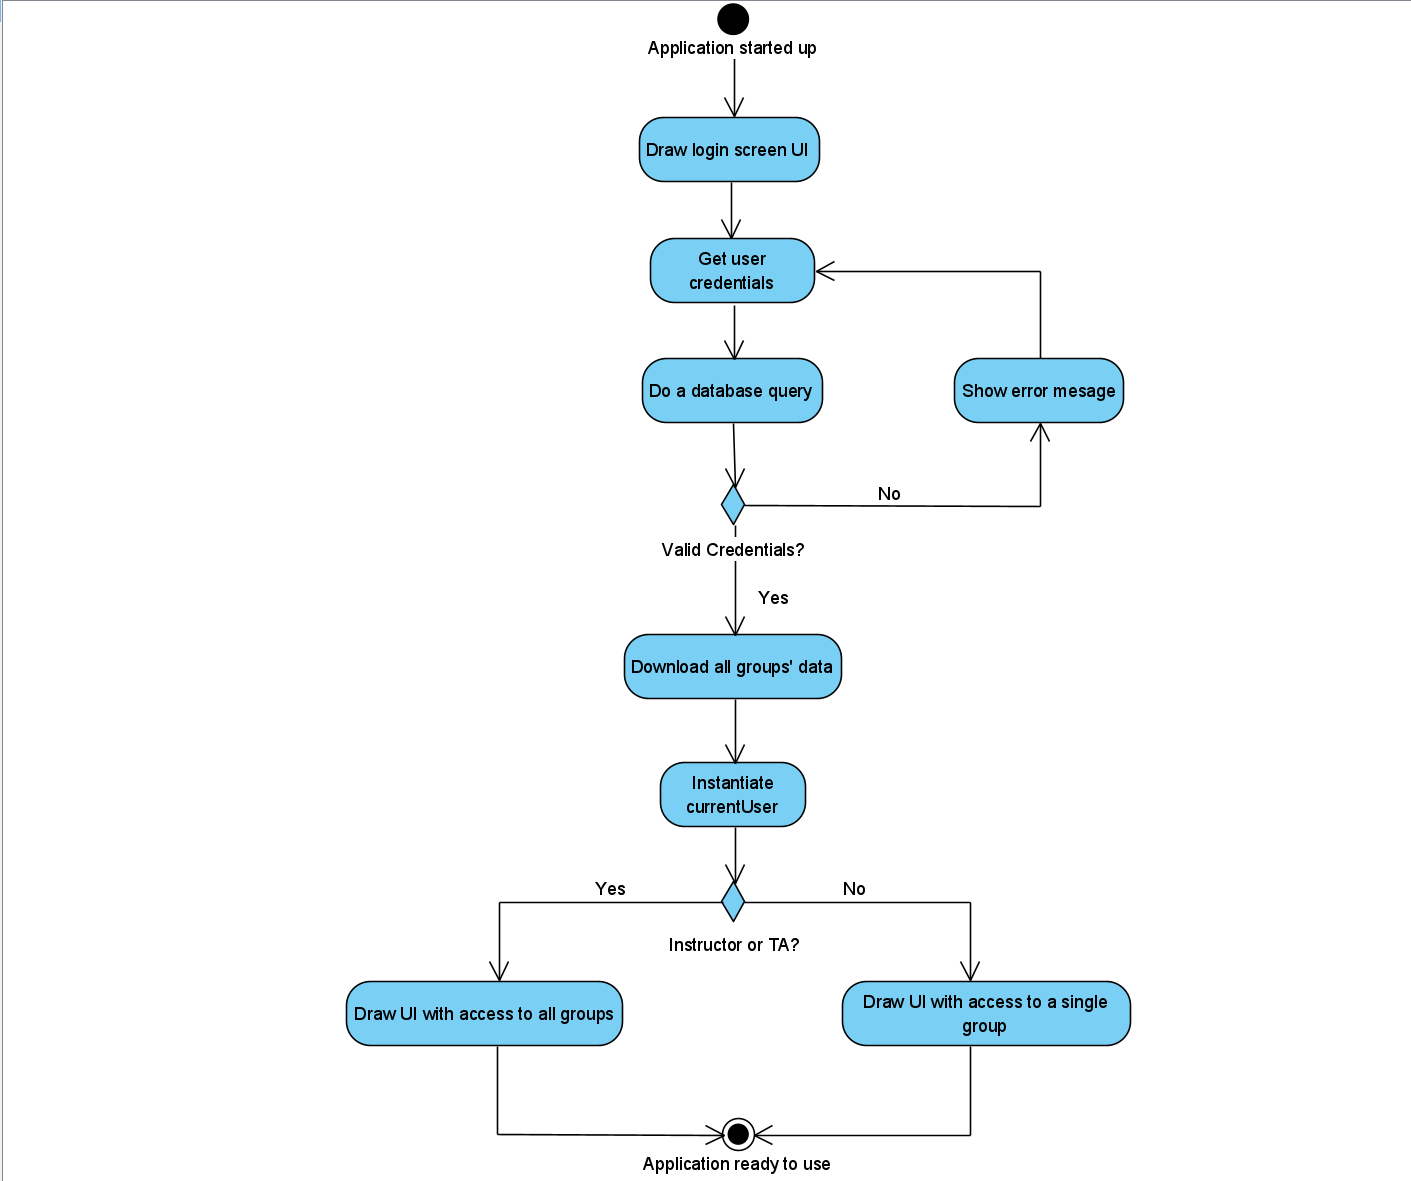 Application started up
Draw login screen UI
Get user
credentials
Do a database query
Show error mesage
No
Valid Credentials?
Yes
Download all groups' data
Instantiate
currentUser
Yes
No
Instructor or TA?
Draw UI with access to all groups
Draw UI with access to a single
group
Application ready to use